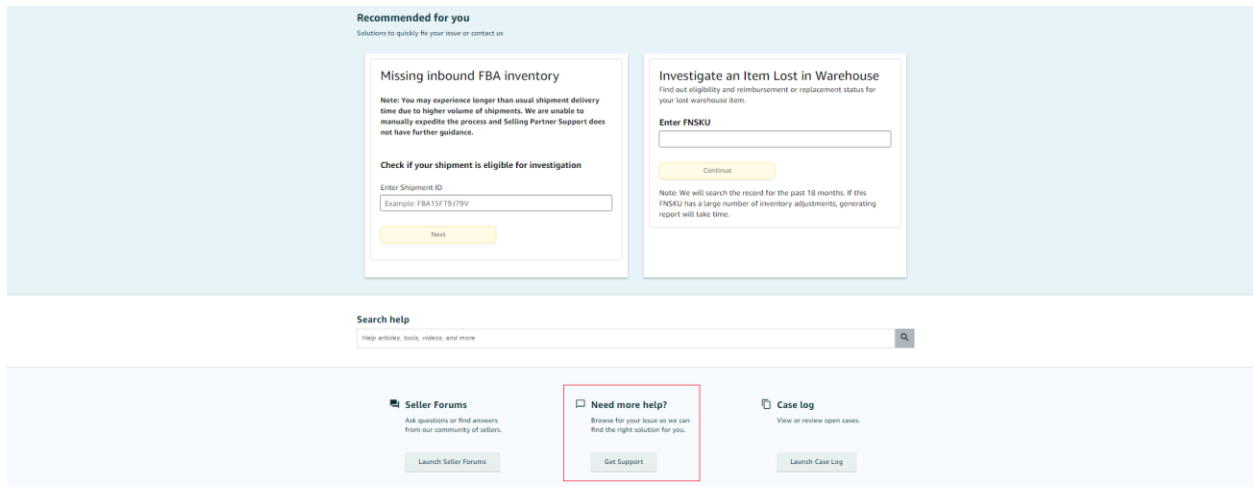 Recommended for you
Solutions to quickly fix your issue or contact us
Missing inbound FBA inventory
Note: You may experience longer than usual shipment delivery
time due to higher volume of shipments. We are unable to
manually expedite the process and Selling Partner Support does
not have further guidance.
Check if your shipment is eligible for investigation
Enter Shipment ID
Example: FBA15FT9J79V
Next
Investigate an Item Lost in Warehouse
Find out eligibility and reimbursement or replacement status for
your lost warehouse item.
Enter FNSKU
Continue
Note: We will search the record for the past 18 months. If this
FNSKU has a large number of inventory adjustments, generating
report will take time.
Search help
Help articles, tools, videos, and more
Seller Forums
Ask questions or find answers
from our community of sellers.
Launch Seller Forums
Need more help?
Browse for your issue so we can
find the right solution for you.
Get Support
Case log
View or review open cases.
Launch Case Log